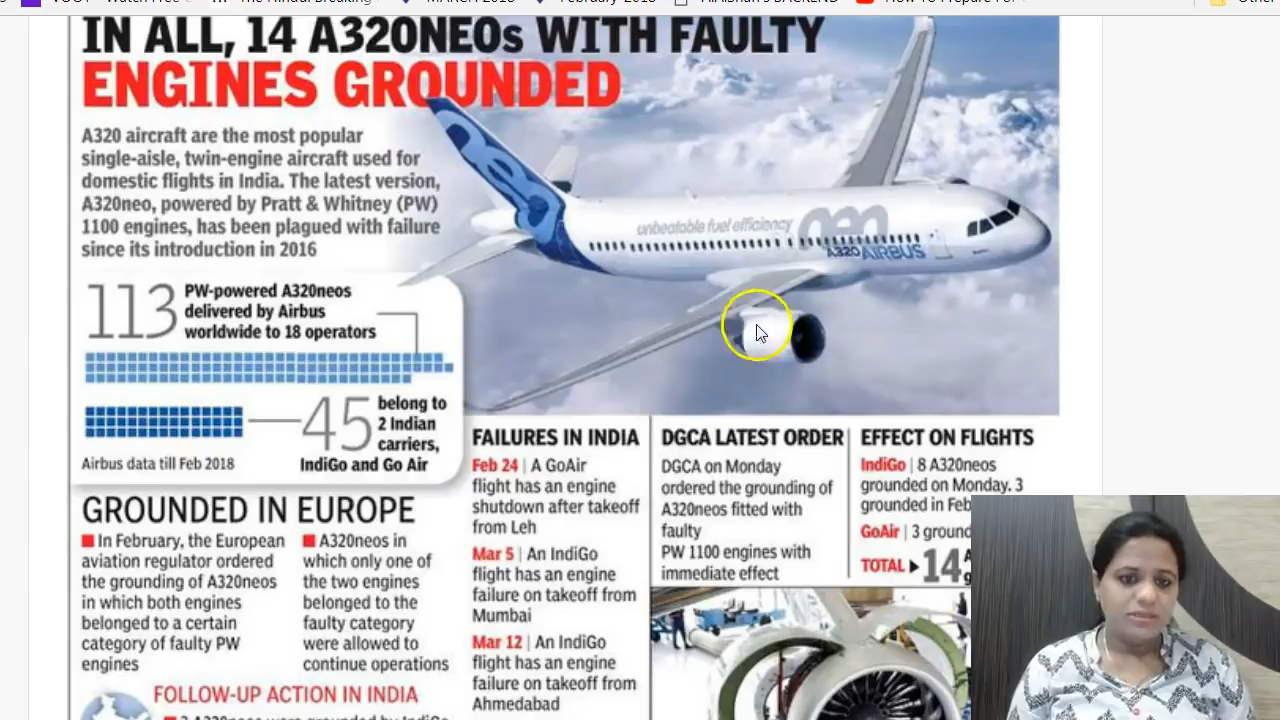 IN ALL, 14 A320NEOs WITH FAULTY
ENGINES GROUNDED
A320 aircraft are the most popular
single-aisle, twin-engine aircraft used for
domestic flights in India. The latest version,
A320neo, powered by Pratt & Whitney (PW)
1100 engines, has been plagued with failure
since its introduction in 2016
unbeatable fuel efficiency
neo
A320 AIRBUS
113 PW-powered A320neos
delivered by Airbus
worldwide to 18 operators
45 belong to
2 Indian
carriers,
IndiGo and Go Air
Airbus data till Feb 2018
GROUNDED IN EUROPE
In February, the European
aviation regulator ordered
the grounding of A320neos
in which both engines
belonged to a certain
category of faulty PW
engines
A320neos in
which only one of
the two engines
belonged to the
faulty category
were allowed to
continue operations
FOLLOW-UP ACTION IN INDIA
FAILURES IN INDIA
Feb 24 | A GoAir
flight has an engine
shutdown after takeoff
from Leh
Mar 5 | An IndiGo
flight has an engine
failure on takeoff from
Mumbai
Mar 12 | An IndiGo
flight has an engine
failure on takeoff from
Ahmedabad
DGCA LATEST ORDER
DGCA on Monday
ordered the grounding of
A320neos fitted with
faulty
PW 1100 engines with
immediate effect
EFFECT ON FLIGHTS
IndiGo | 8 A320neos
grounded on Monday. 3
grounded in Feb
GoAir | 3 ground
TOTAL 14